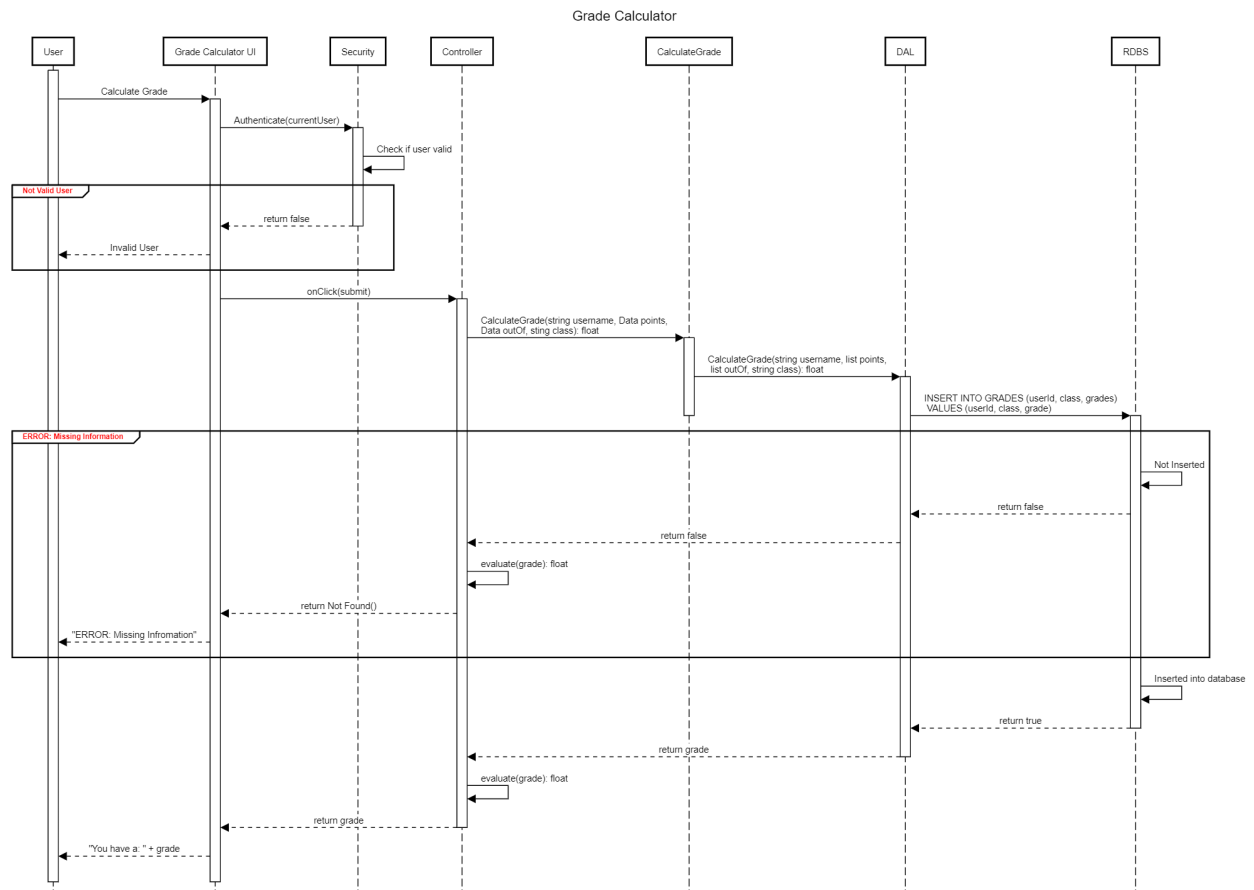 Grade Calculator
User
Grade Calculator UI
Security
Controller
CalculateGrade
DAL
RDBS
Calculate Grade
Authenticate(currentUser)
Check if user valid
Not Valid User
return false
Invalid User
onClick(submit)
CalculateGrade(string username, Data points,
Data outOf, sting class): float
CalculateGrade(string username, list points,
list outOf, string class): float
INSERT INTO GRADES (userId, class, grades)
VALUES (userId, class, grade)
ERROR: Missing Information
Not Inserted
return false
return false
evaluate(grade): float
return Not Found()
"ERROR: Missing Infromation"
Inserted into database
return true
return grade
evaluate(grade): float
return grade
"You have a: " + grade